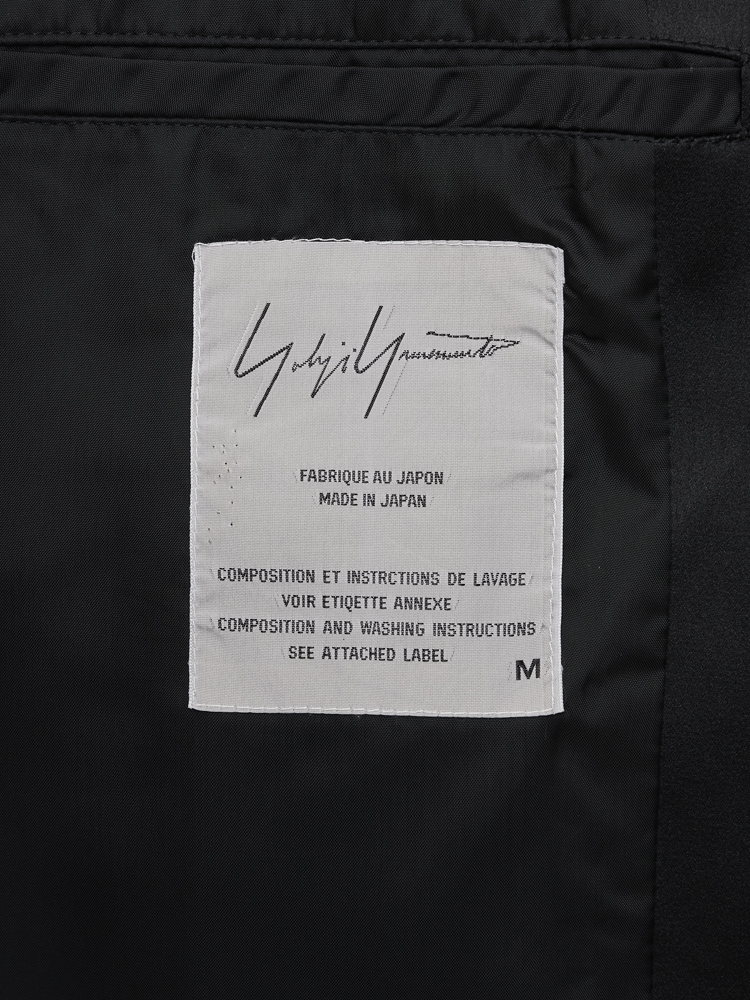 Yohji Yamamoto
FABRIQUE AU JAPON
MADE IN JAPAN
COMPOSITION ET INSTRCTIONS DE LAVAGE
VOIR ETIQETTE ANNEXE
COMPOSITION AND WASHING INSTRUCTIONS
SEE ATTACHED LABEL
M